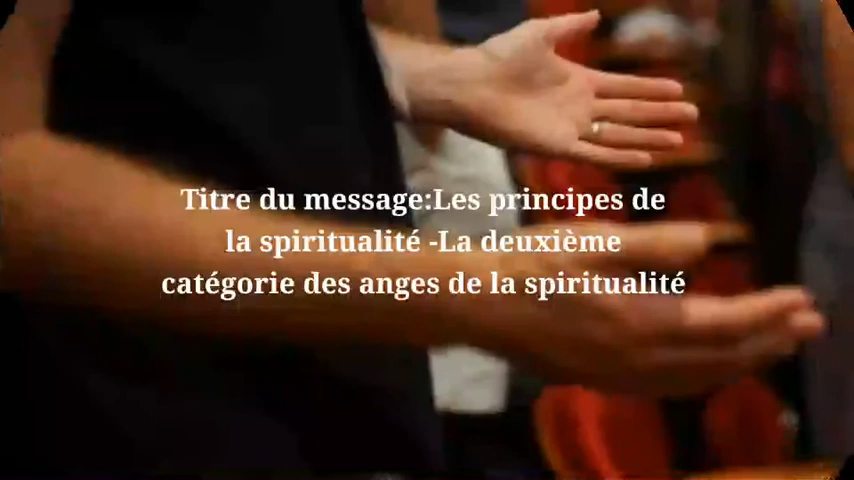 Titre du message:Les principes de
la spiritualité -La deuxième
catégorie des anges de la spiritualité